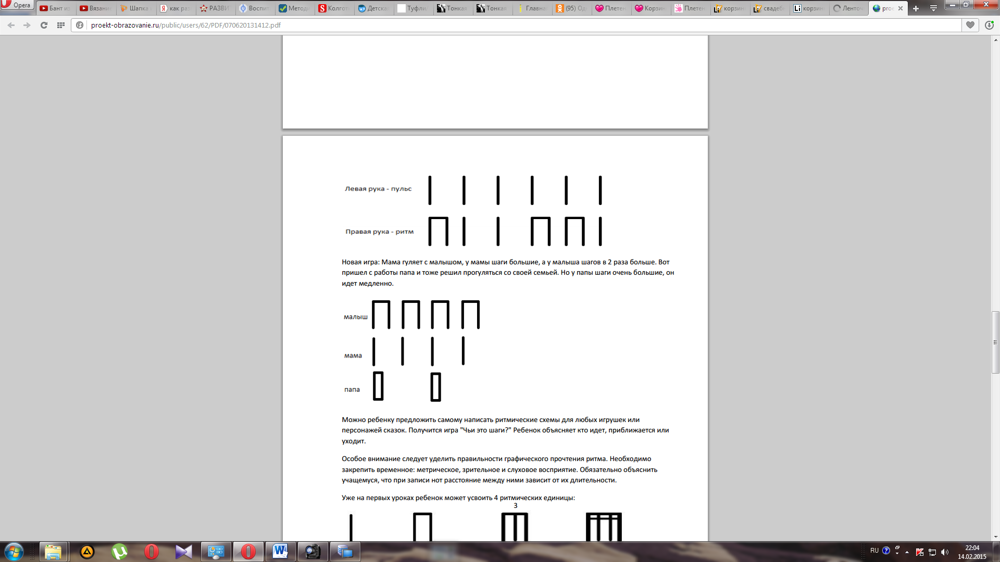 Opera
Бант из
Вязани
Шапка
как раз
РАЗВИ
Воспит
Методи
Колгот
Детска
Туфли
Тонкая
Тонкая
Главна
(95) Од
Плетен
Корзин
Плетен
корзин
свадеб
корзин
Ленточ
proe
proekt-obrazovanie.ru/public/users/62/PDF/070620131412.pdf
Левая рука - пульс
Правая рука - ритм
Новая игра: Мама гуляет с малышом, у мамы шаги большие, а у малыша шагов в 2 раза больше. Вот
пришел с работы папа и тоже решил прогуляться со своей семьей. Но у папы шаги очень большие, он
идет медленно.
малыш
мама
папа
Можно ребенку предложить самому написать ритмические схемы для любых игрушек или
персонажей сказок. Получится игра "Чьи это шаги?" Ребенок объясняет кто идет, приближается или
уходит.
Особое внимание следует уделить правильности графического прочтения ритма. Необходимо
закрепить временное: метрическое, зрительное и слуховое восприятие. Обязательно объяснить
учащемуся, что при записи нот расстояние между ними зависит от их длительности.
Уже на первых уроках ребенок может усвоить 4 ритмических единицы:
3
RU
22:04
14.02.2015